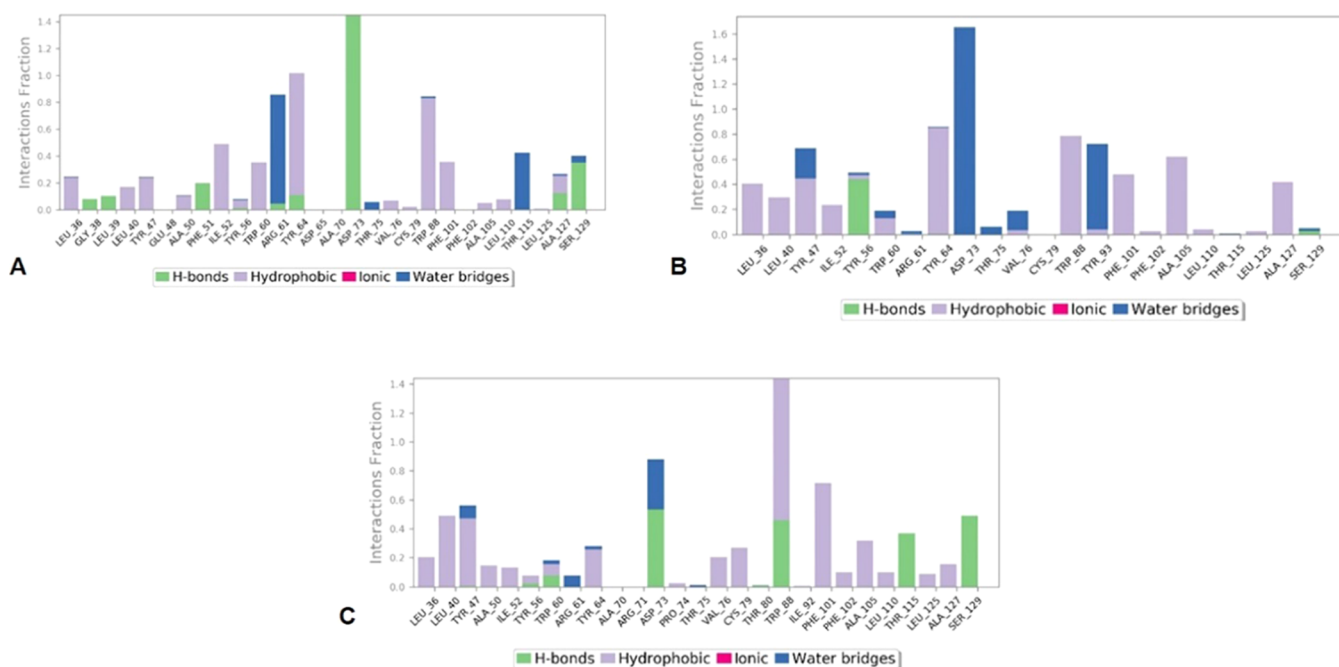 1.4
1.2
1.0
0.8
0.6
0.4
0.2
0.0
Interactions Fraction
LEU_36 GLY_38 LEU_39 LEU_40 TYR_47 GLU_48 ALA_50 PHE_51 ILE_52 TYR_56 TRP_60 ARG_61 TYR_64 ASP_65 ALA_70 ASP_73 THR_75 VAL_76 CYS_79 TRP_88 PHE_101 PHE_102 ALA_105 LEU_110 THR_115 LEU_125 ALA_127 SER_129
A
H-bonds Hydrophobic Ionic Water bridges
1.6
1.4
1.2
1.0
0.8
0.6
0.4
0.2
0.0
Interactions Fraction
LEU_36 LEU_40 TYR_47 ILE_52 TYR_56 TRP_60 ARG_61 TYR_64 ASP_73 THR_75 VAL_76 CYS_79 TRP_88 TYR_93 PHE_101 PHE_102 ALA_105 LEU_110 THR_115 LEU_125 ALA_127 SER_129
B
H-bonds Hydrophobic Ionic Water bridges
1.4
1.2
1.0
0.8
0.6
0.4
0.2
0.0
Interactions Fraction
LEU_36 LEU_40 TYR_47 ALA_50 ILE_52 TYR_56 TRP_60 ARG_61 TYR_64 ALA_70 ARG_71 ASP_73 PRO_74 THR_75 VAL_76 CYS_79 THR_80 TRP_88 ILE_92 PHE_101 PHE_102 ALA_105 LEU_110 THR_115 LEU_125 ALA_127 SER_129
C
H-bonds Hydrophobic Ionic Water bridges